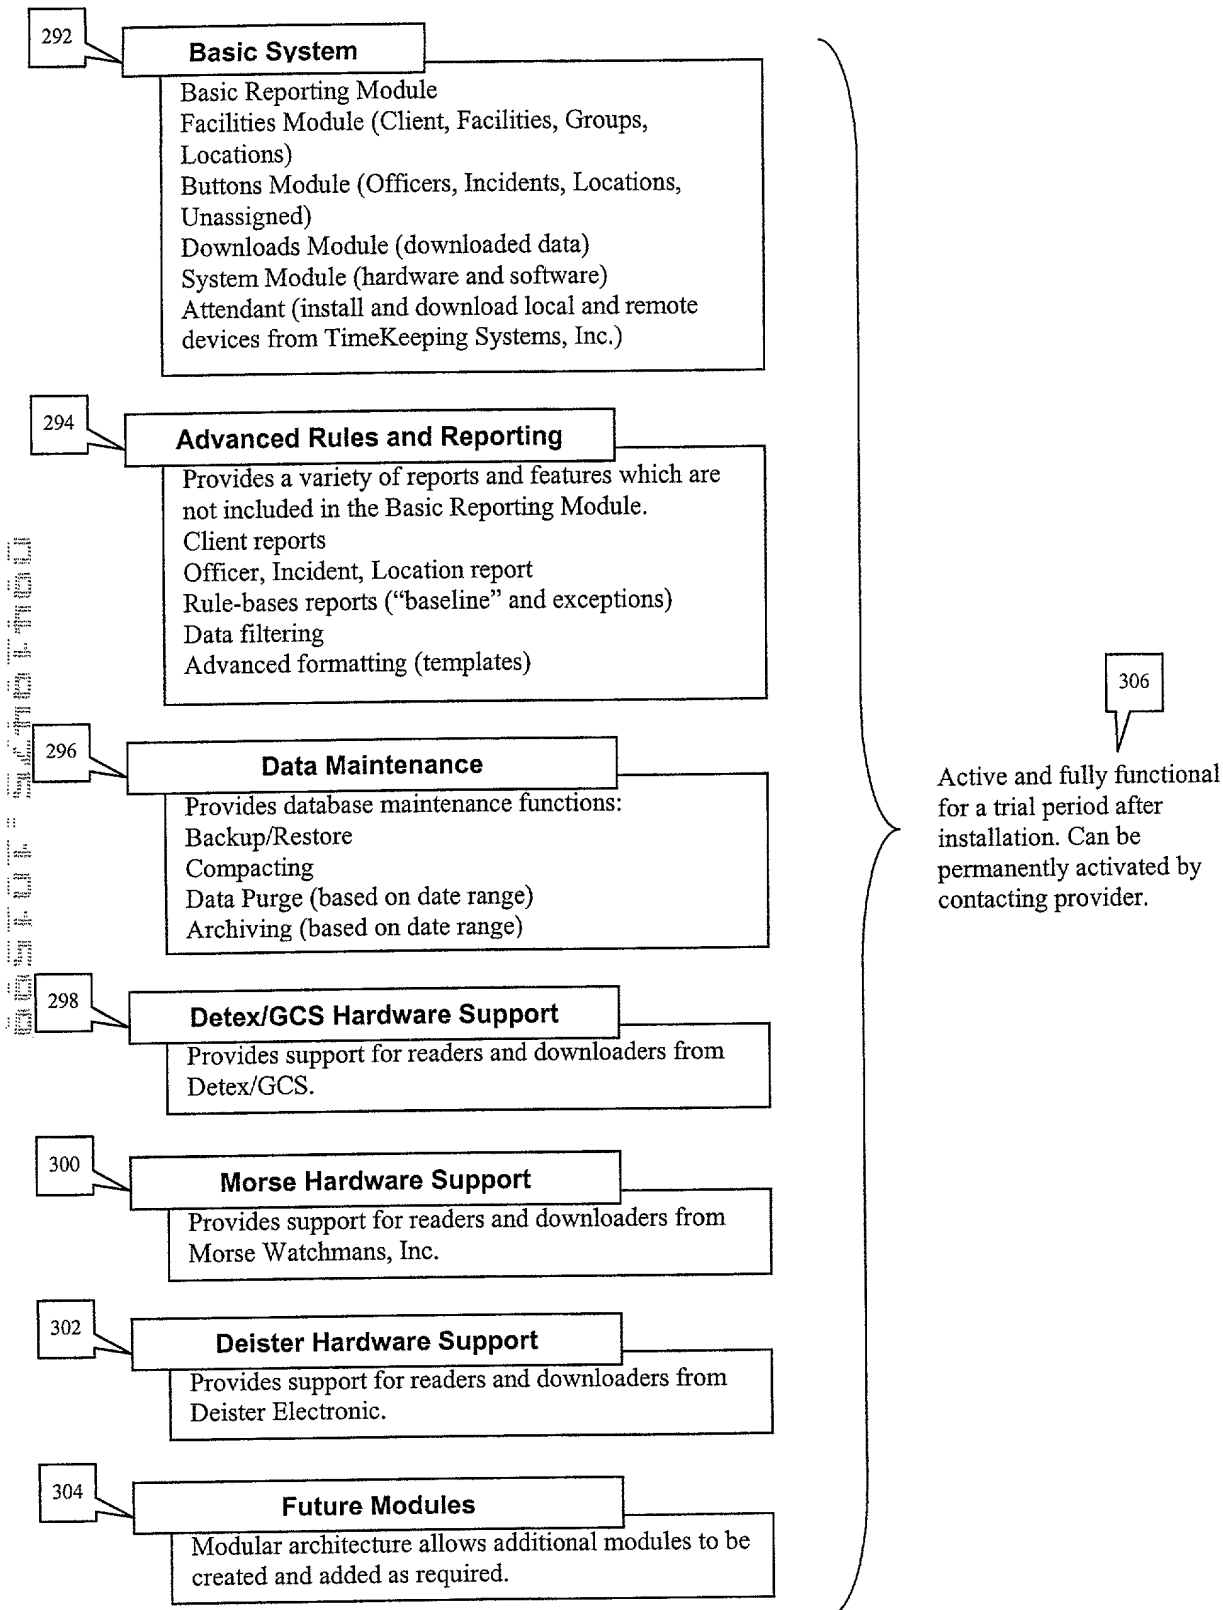 292
Basic System
Basic Reporting Module
Facilities Module (Client, Facilities, Groups,
Locations)
Buttons Module (Officers, Incidents, Locations,
Unassigned)
Downloads Module (downloaded data)
System Module (hardware and software)
Attendant (install and download local and remote
devices from TimeKeeping Systems, Inc.)
294
Advanced Rules and Reporting
Provides a variety of reports and features which are
not included in the Basic Reporting Module.
Client reports
Officer, Incident, Location report
Rule-bases reports (“baseline” and exceptions)
Data filtering
Advanced formatting (templates)
296
Data Maintenance
Provides database maintenance functions:
Backup/Restore
Compacting
Data Purge (based on date range)
Archiving (based on date range)
298
Detex/GCS Hardware Support
Provides support for readers and downloaders from
Detex/GCS.
300
Morse Hardware Support
Provides support for readers and downloaders from
Morse Watchmans, Inc.
302
Deister Hardware Support
Provides support for readers and downloaders from
Deister Electronic.
304
Future Modules
Modular architecture allows additional modules to be
created and added as required.
306
Active and fully functional
for a trial period after
installation. Can be
permanently activated by
contacting provider.